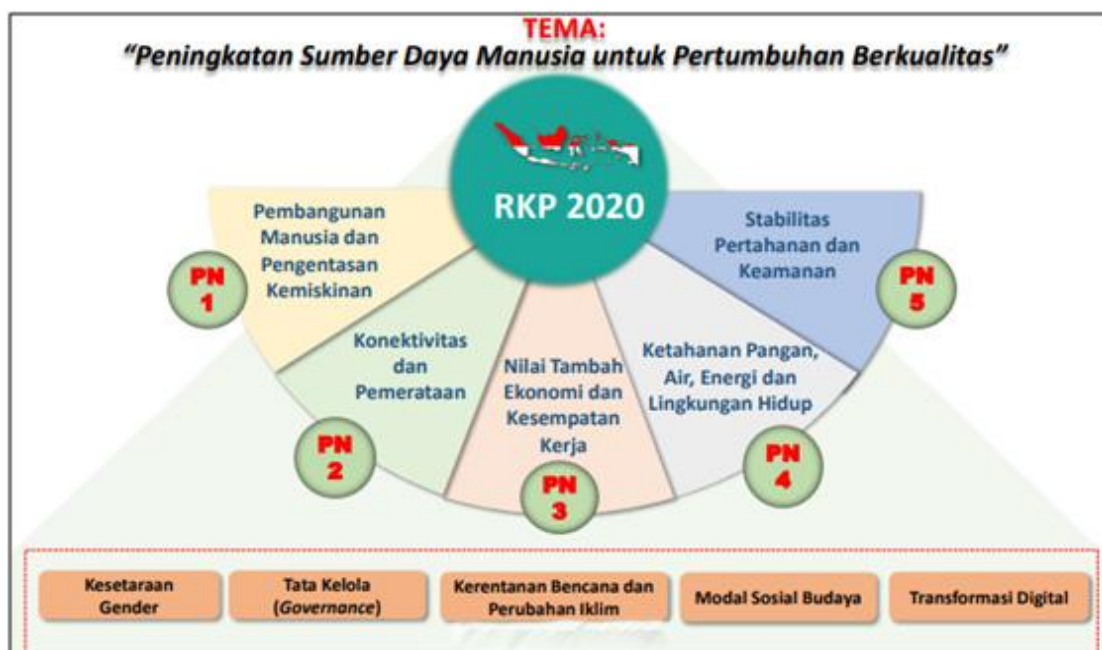 TEMA:
“Peningkatan Sumber Daya Manusia untuk Pertumbuhan Berkualitas”
RKP 2020
Pembangunan
Manusia dan
Pengentasan
Kemiskinan
PN
1
Konektivitas
dan
Pemerataan
PN
2
Nilai Tambah
Ekonomi dan
Kesempatan
Kerja
PN
3
Ketahanan Pangan,
Air, Energi dan
Lingkungan Hidup
PN
4
Stabilitas
Pertahanan dan
Keamanan
PN
5
Kesetaraan
Gender
Tata Kelola
(Governance)
Kerentanan Bencana dan
Perubahan Iklim
Modal Sosial Budaya
Transformasi Digital